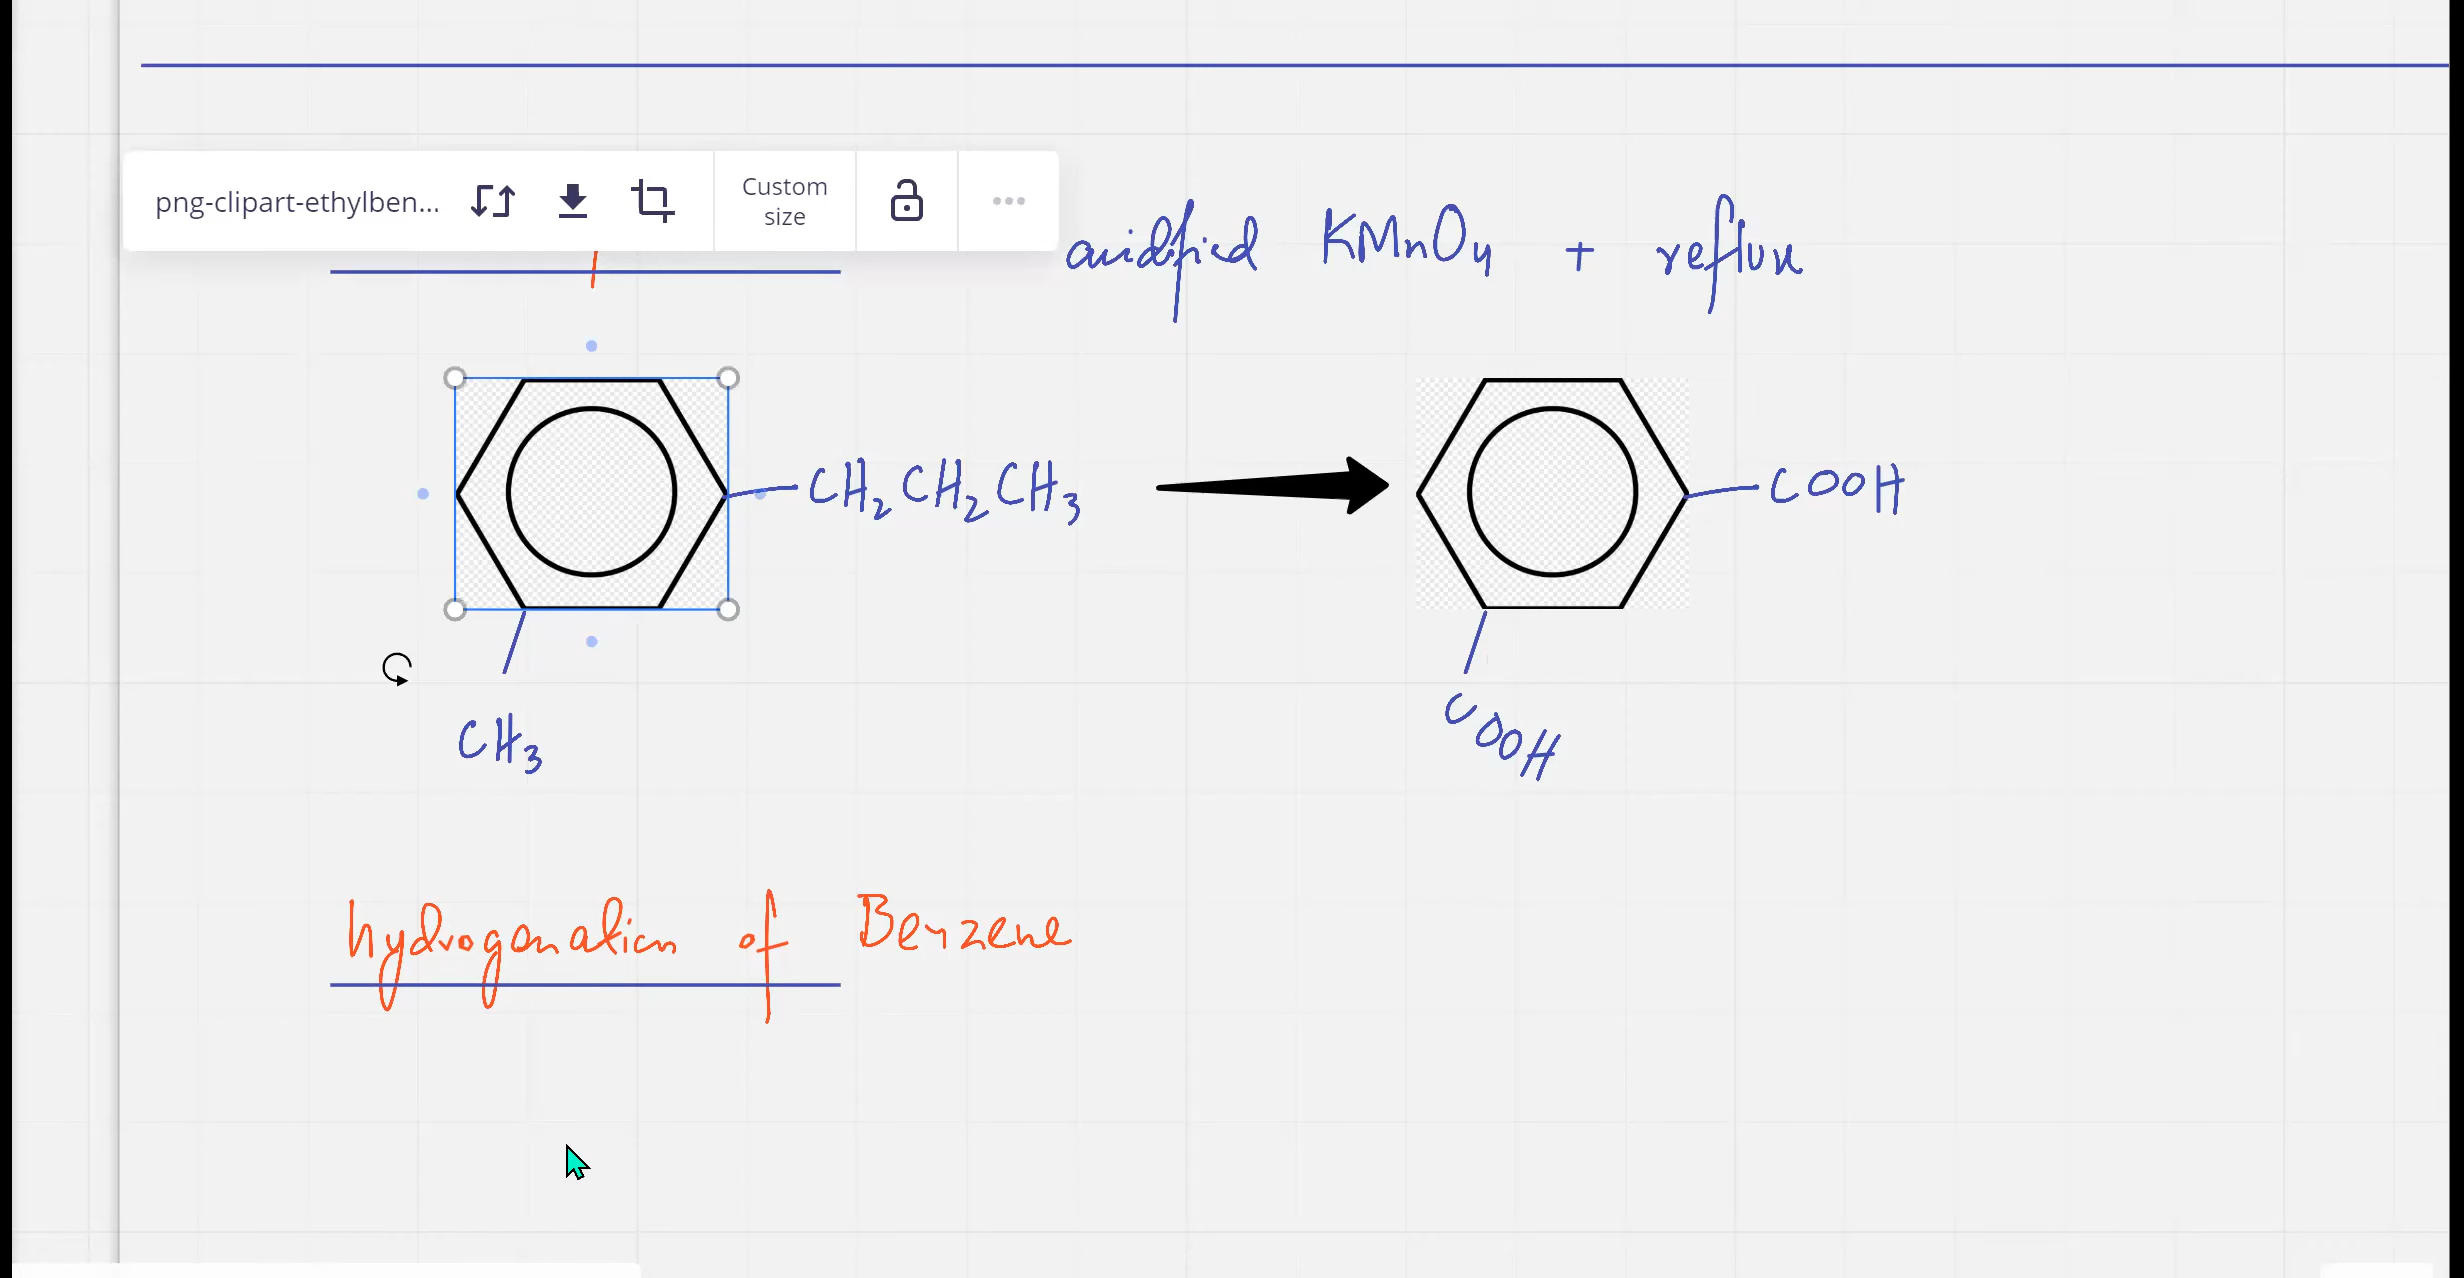 png-clipart-ethylben...
Custom
size
acidified KMnO4 + reflux
CH2CH2CH3
COOH
CH3
COOH
hydrogenation of Benzene